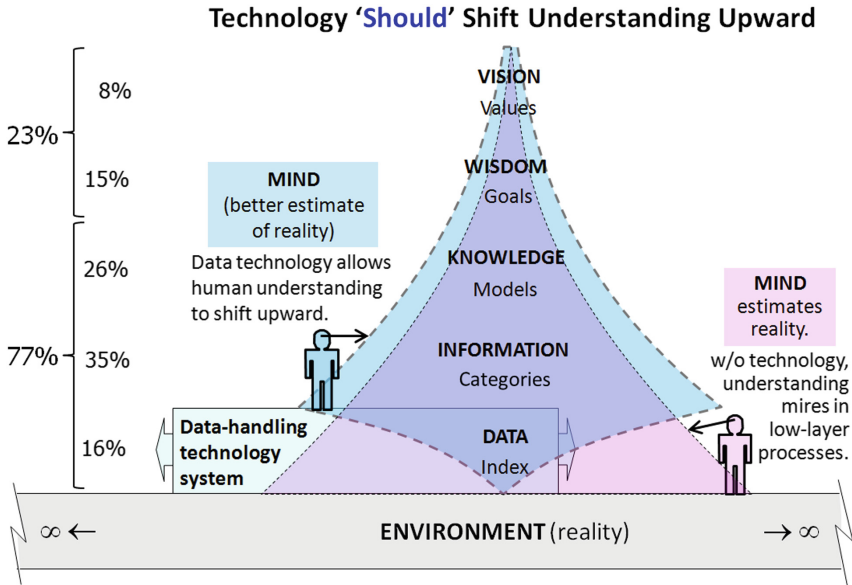 Technology ‘Should’ Shift Understanding Upward
8%
23%
15%
26%
77%
35%
16%
VISION
Values
WISDOM
Goals
KNOWLEDGE
Models
INFORMATION
Categories
DATA
Index
MIND
(better estimate
of reality)
Data technology allows
human understanding
to shift upward.
MIND
estimates
reality.
w/o technology,
understanding
mires in
low-layer
processes.
Data-handling
technology
system
∞ ← ENVIRONMENT (reality) → ∞